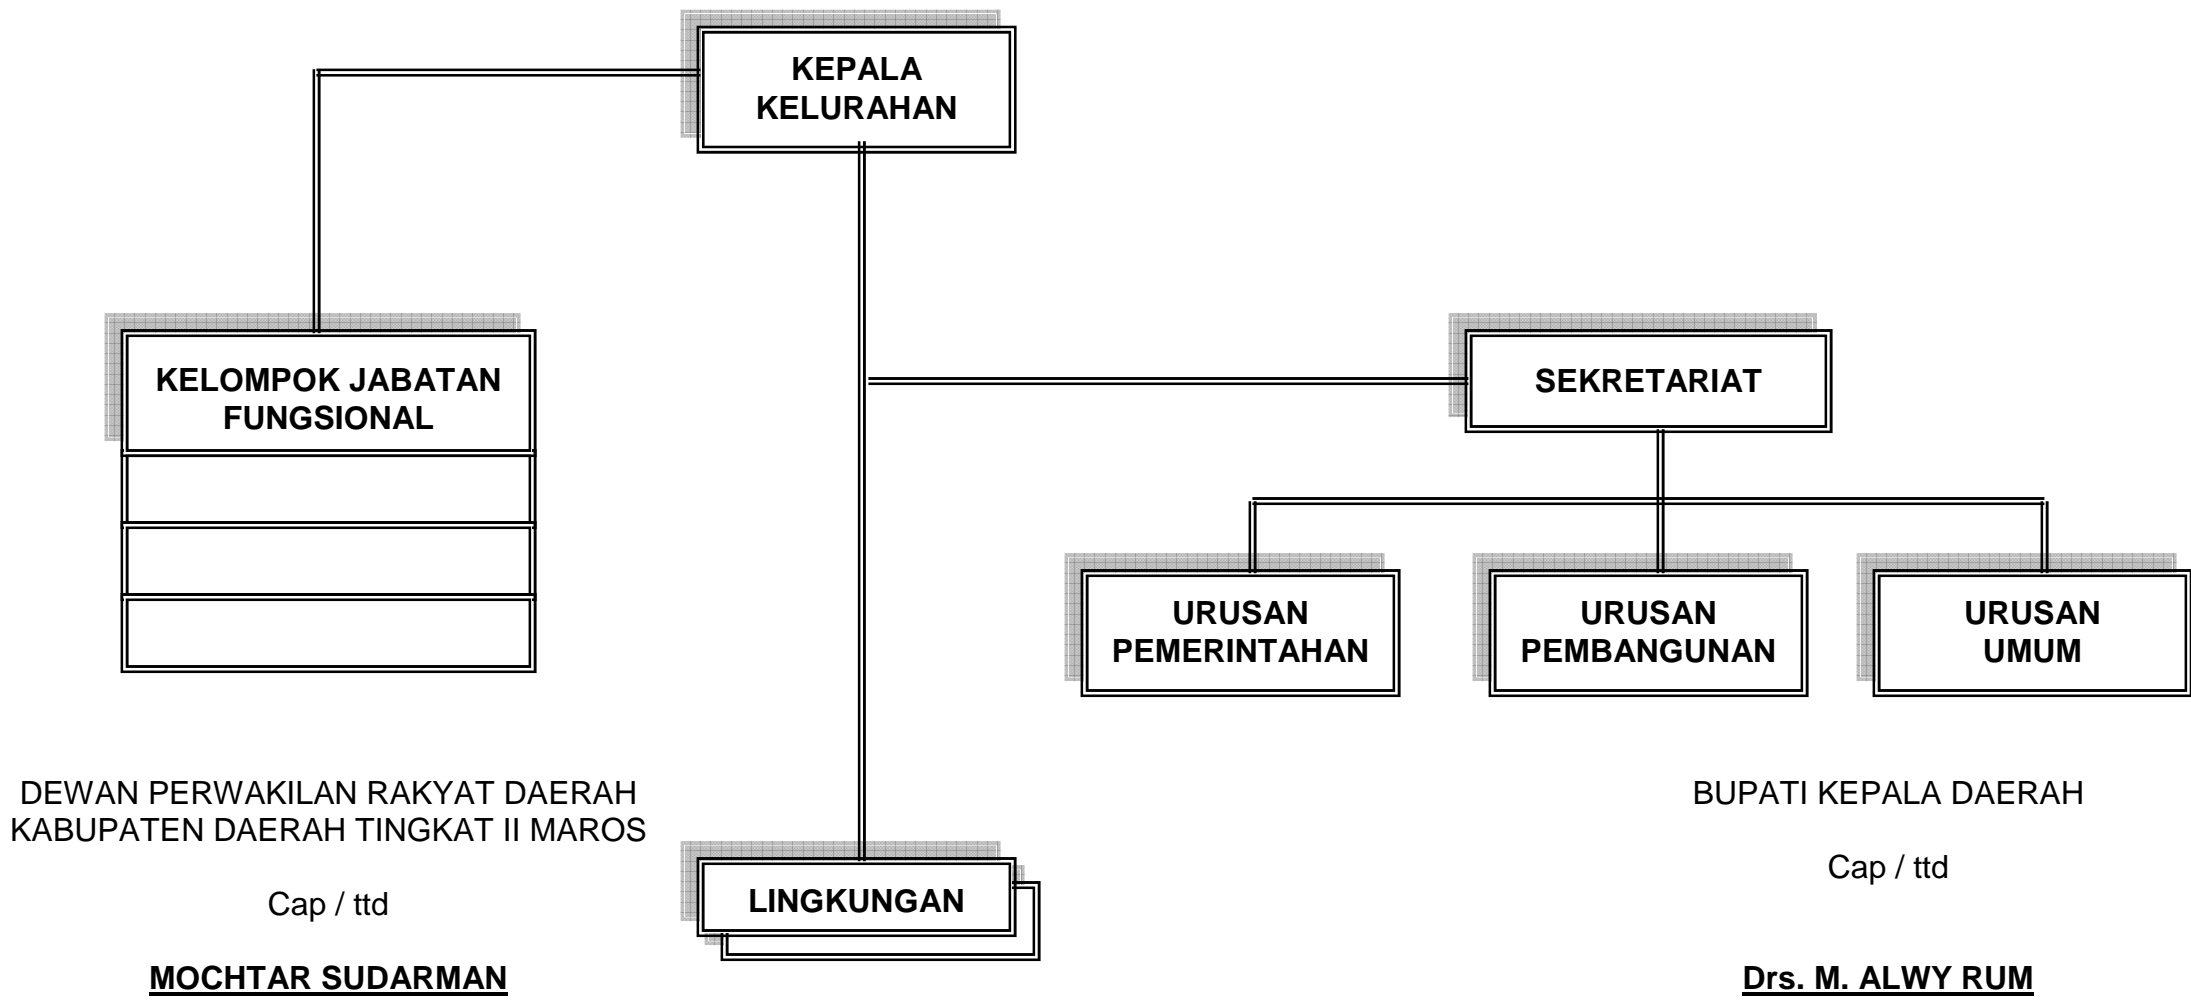 KEPALA
KELURAHAN
KELOMPOK JABATAN
FUNGSIONAL
SEKRETARIAT
URUSAN
PEMERINTAHAN
URUSAN
PEMBANGUNAN
URUSAN
UMUM
LINGKUNGAN
DEWAN PERWAKILAN RAKYAT DAERAH
KABUPATEN DAERAH TINGKAT II MAROS
Cap / ttd
MOCHTAR SUDARMAN
BUPATI KEPALA DAERAH
Cap / ttd
Drs. M. ALWY RUM